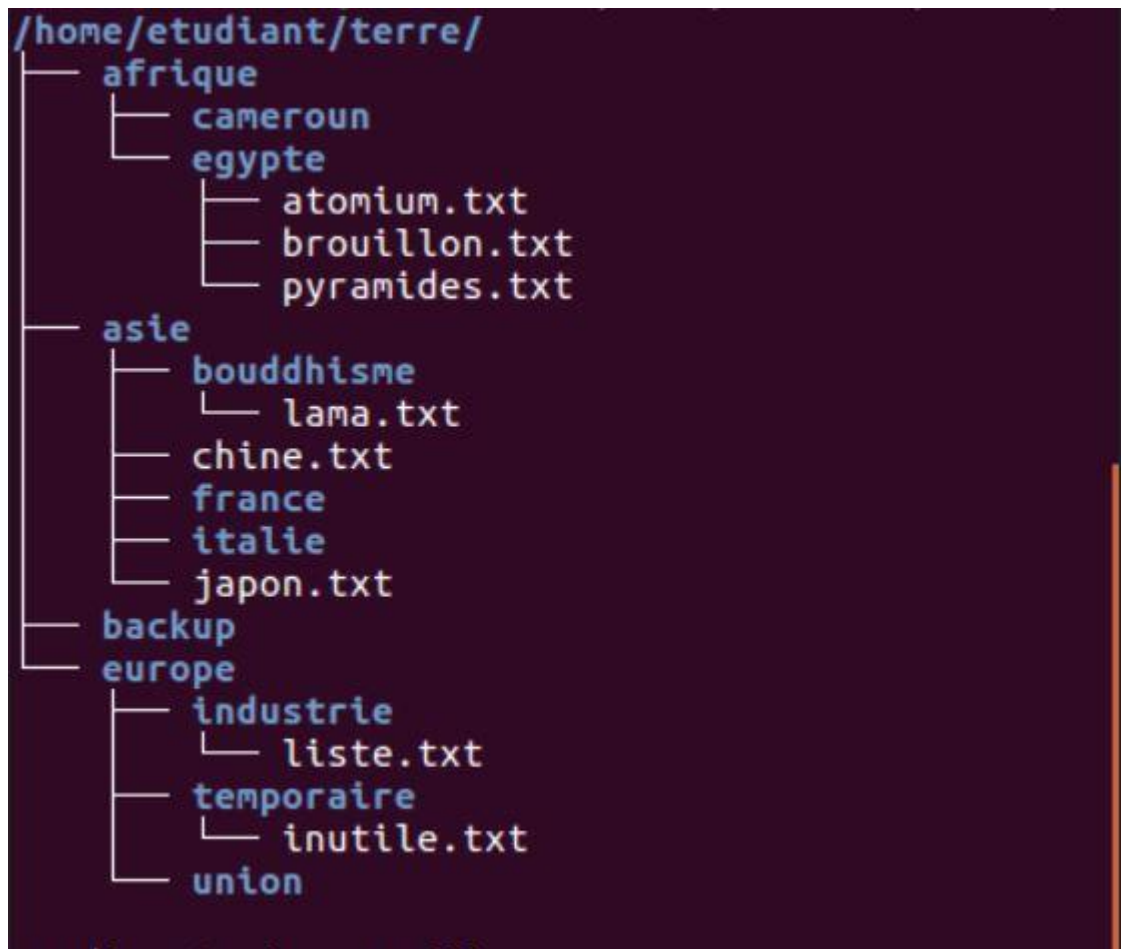 /home/etudiant/terre/
├── afrique
│   ├── cameroun
│   └── egypte
│       ├── atomium.txt
│       ├── brouillon.txt
│       └── pyramides.txt
├── asie
│   ├── bouddhisme
│   │   └── lama.txt
│   ├── chine.txt
│   ├── france
│   ├── italie
│   └── japon.txt
├── backup
└── europe
    ├── industrie
    │   └── liste.txt
    ├── temporaire
    │   └── inutile.txt
    └── union